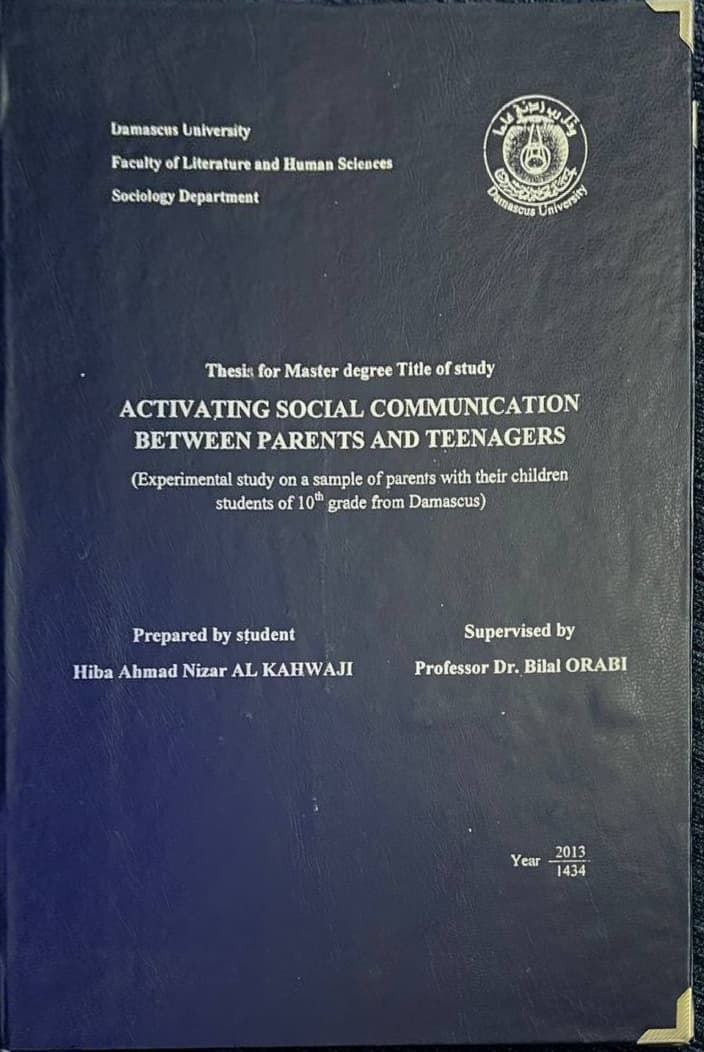 Damascus University
Faculty of Literature and Human Sciences
Sociology Department
Damascus University
Thesis for Master degree Title of study
ACTIVATING SOCIAL COMMUNICATION
BETWEEN PARENTS AND TEENAGERS
(Experimental study on a sample of parents with their children
students of 10th grade from Damascus)
Prepared by student
Hiba Ahmad Nizar AL KAHWAJI
Supervised by
Professor Dr. Bilal ORABI
Year 2013
1434